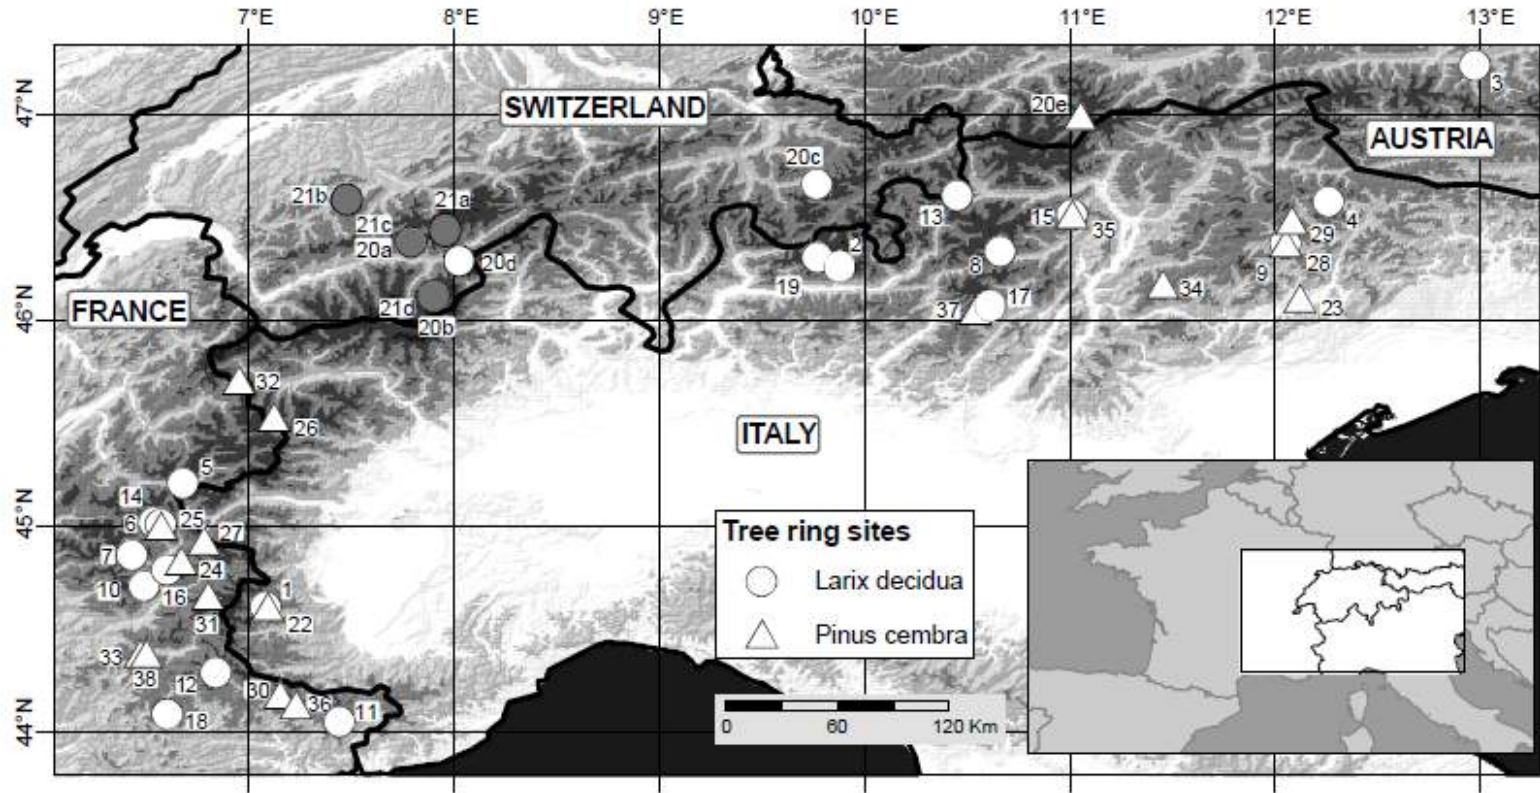 7°E 8°E 9°E 10°E 11°E 12°E 13°E
47°N
46°N
45°N
44°N
SWITZERLAND
20e
3
AUSTRIA
20c
21b
21a
21c
20a
20d
13
15
35
4
29
28
9
2
19
8
21d
20b
37
17
34
23
FRANCE
32
26
ITALY
5
14
6
25
27
7
24
10
16
31
1
22
33
38
12
30
36
11
18
Tree ring sites
Larix decidua
Pinus cembra
0 60 120 Km